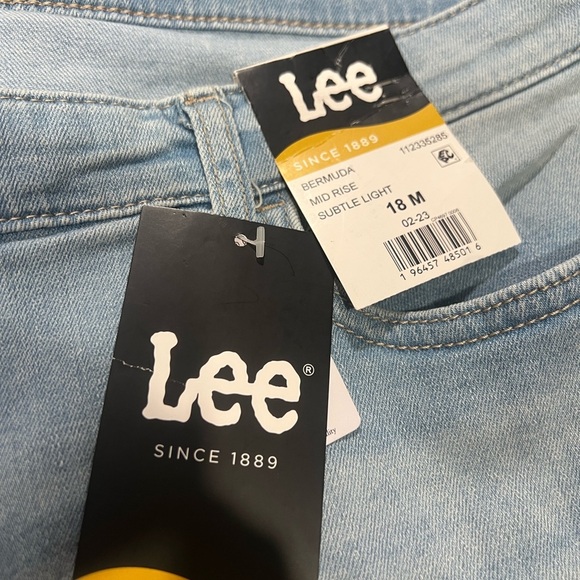 Lee
SINCE 1889
112335285
BERMUDA
MID RISE
SUBTLE LIGHT
18 M
02-23
1 96457 48501 6
Lee®
SINCE 1889